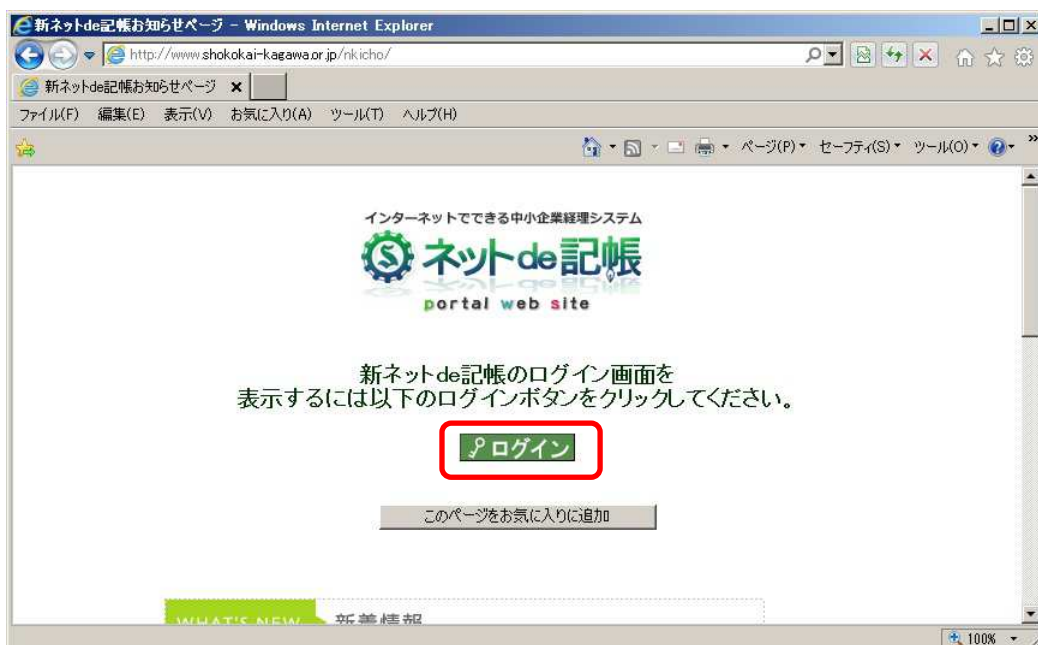 新ネットde記帳お知らせページ - Windows Internet Explorer
http://www.shokokai-kagawa.or.jp/nkicho/
新ネットde記帳お知らせページ
ファイル(F) 編集(E) 表示(V) お気に入り(A) ツール(T) ヘルプ(H)
ページ(P) セーフティ(S) ツール(O)
インターネットでできる中小企業経理システム
S ネットde記帳
portal web site
新ネットde記帳のログイン画面を
表示するには以下のログインボタンをクリックしてください。
ログイン
このページをお気に入りに追加
WHAT'S NEW 新着情報
100%